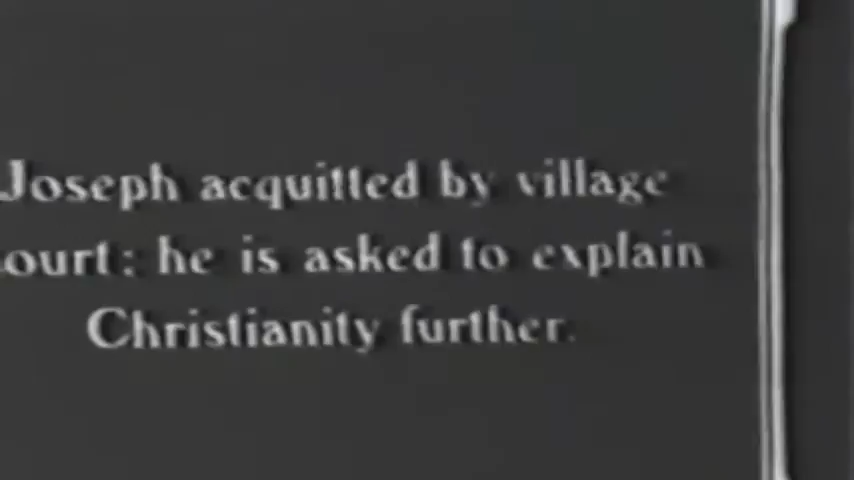 Joseph acquitted by village
ourt: he is asked to explain
Christianity further.